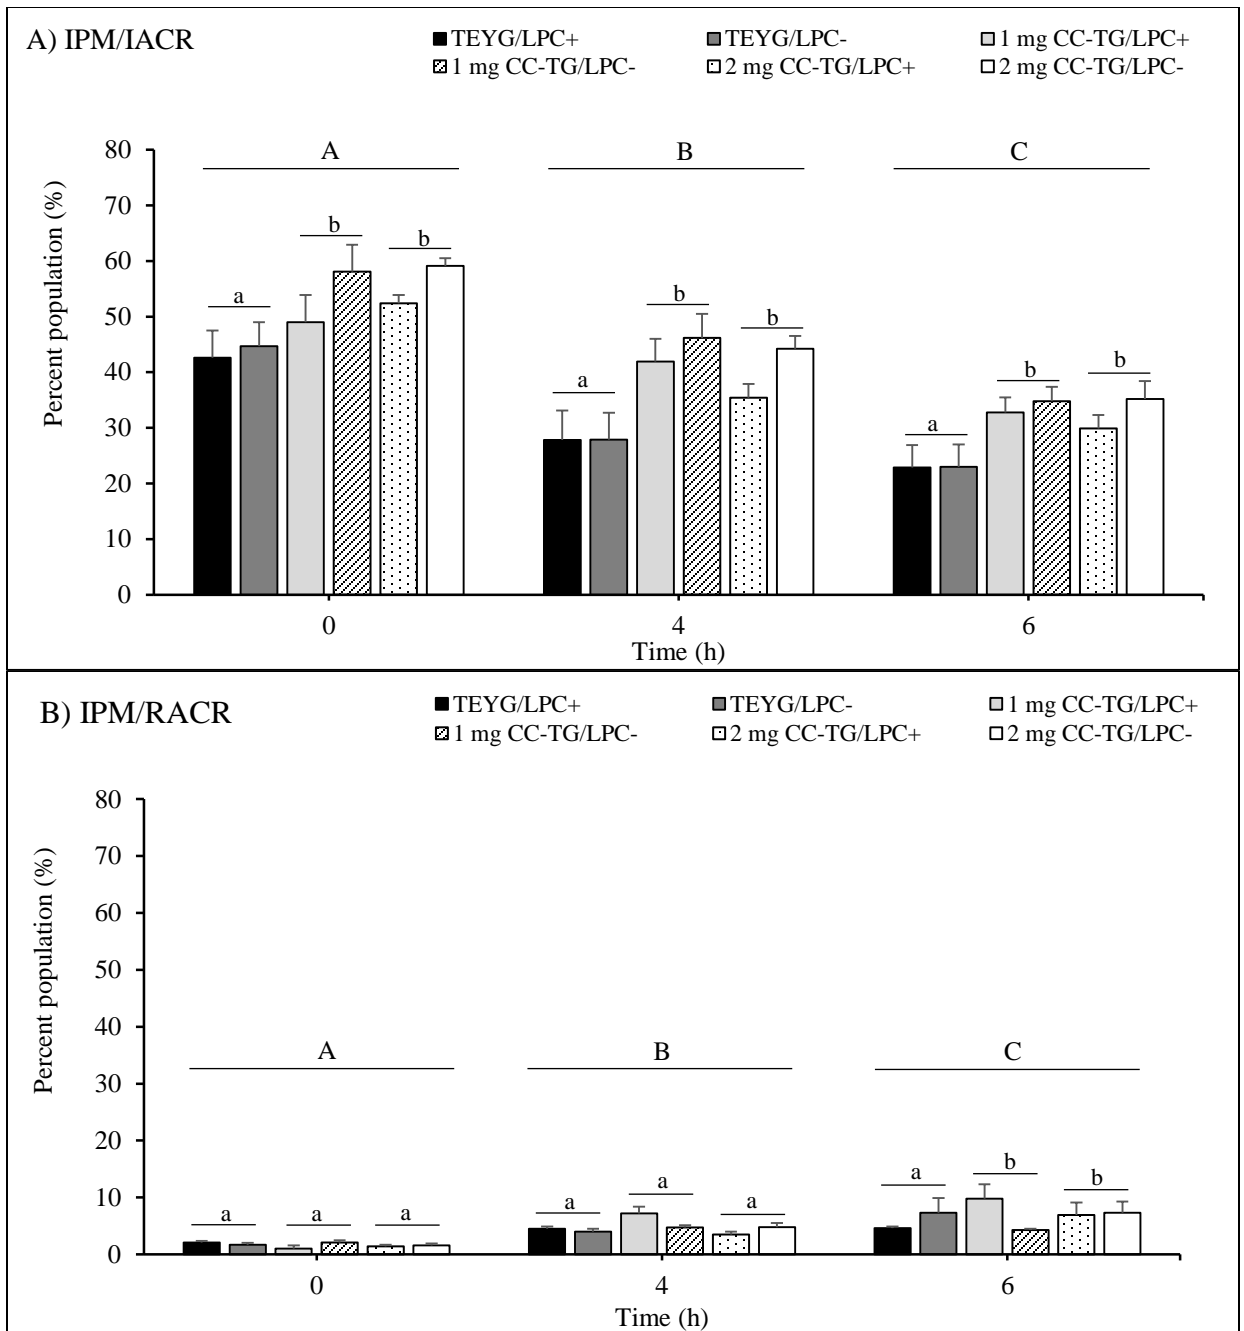 A) IPM/IACR
TEYG/LPC+ TEYG/LPC- 1 mg CC-TG/LPC+
1 mg CC-TG/LPC- 2 mg CC-TG/LPC+ 2 mg CC-TG/LPC-
Percent population (%)
80
70
60
50
40
30
20
10
0
A B C
a b b
a b b
a b b
0 4 6
Time (h)
B) IPM/RACR
TEYG/LPC+ TEYG/LPC- 1 mg CC-TG/LPC+
1 mg CC-TG/LPC- 2 mg CC-TG/LPC+ 2 mg CC-TG/LPC-
Percent population (%)
80
70
60
50
40
30
20
10
0
A B C
a a a
a a a
a b b
0 4 6
Time (h)